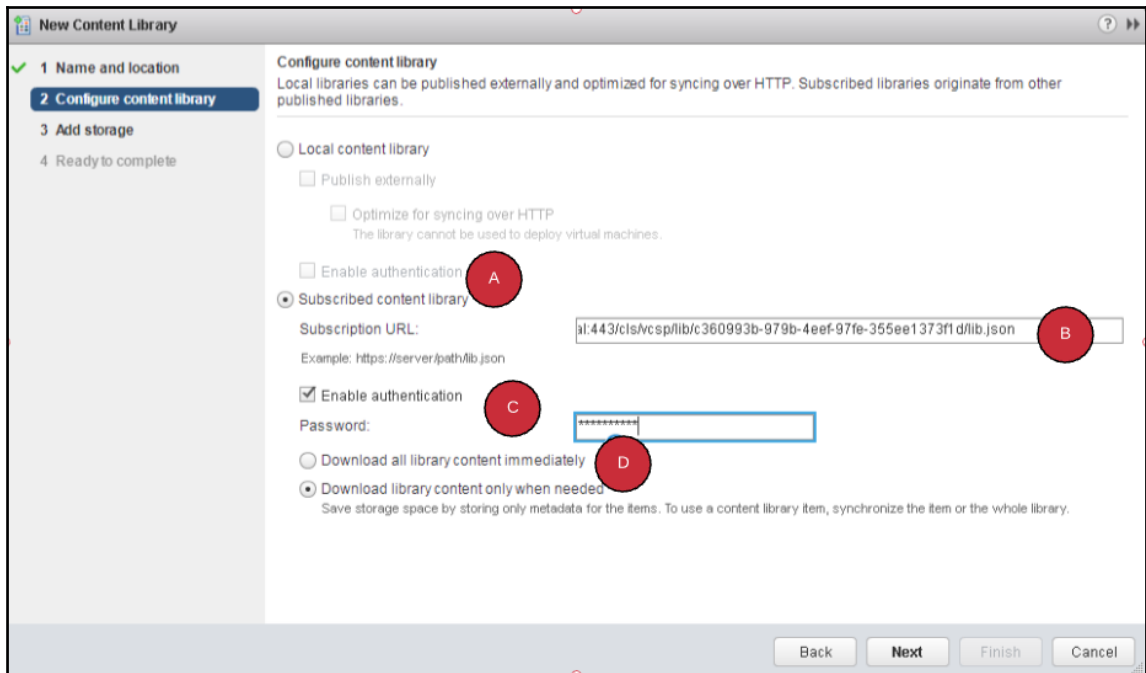 New Content Library
1 Name and location
2 Configure content library
3 Add storage
4 Ready to complete
Configure content library
Local libraries can be published externally and optimized for syncing over HTTP. Subscribed libraries originate from other
published libraries.
Local content library
Publish externally
Optimize for syncing over HTTP
The library cannot be used to deploy virtual machines.
Enable authentication
A
Subscribed content library
Subscription URL: al:443/cls/vcsp/lib/c360993b-979b-4eef-97fe-355ee1373f1d/lib.json
B
Example: https://server/path/lib.json
Enable authentication
C
Password: **********
Download all library content immediately
D
Download library content only when needed
Save storage space by storing only metadata for the items. To use a content library item, synchronize the item or the whole library.
Back Next Finish Cancel